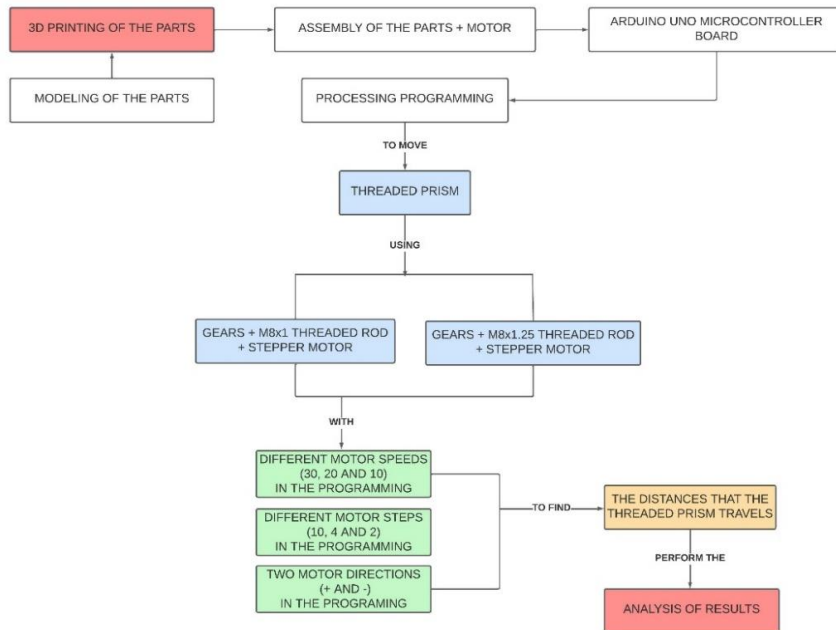 3D PRINTING OF THE PARTS
ASSEMBLY OF THE PARTS + MOTOR
ARDUINO UNO MICROCONTROLLER
BOARD
MODELING OF THE PARTS
PROCESSING PROGRAMMING
TO MOVE
THREADED PRISM
USING
GEARS + M8x1 THREADED ROD
+ STEPPER MOTOR
GEARS + M8x1.25 THREADED ROD
+ STEPPER MOTOR
WITH
DIFFERENT MOTOR SPEEDS
(30, 20 AND 10)
IN THE PROGRAMMING
DIFFERENT MOTOR STEPS
(10, 4 AND 2)
IN THE PROGRAMMING
TWO MOTOR DIRECTIONS
(+ AND -)
IN THE PROGRAMING
TO FIND
THE DISTANCES THAT THE
THREADED PRISM TRAVELS
PERFORM THE
ANALYSIS OF RESULTS